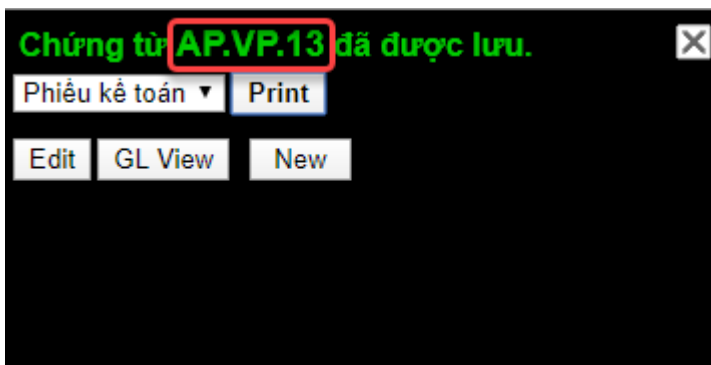 Chứng từ AP.VP.13 đã được lưu.
Phiếu kế toán Print
Edit GL View New